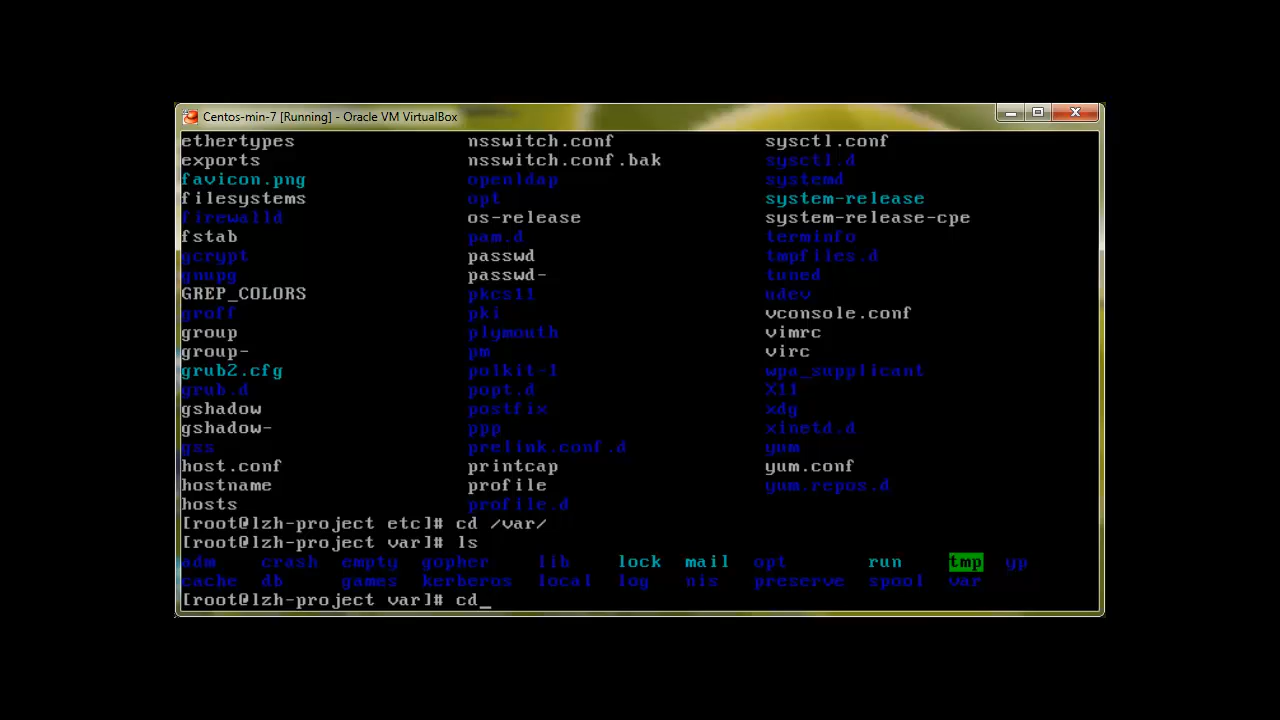 Centos-min-7 [Running] - Oracle VM VirtualBox
ethertypes nsswitch.conf sysctl.conf
exports nsswitch.conf.bak sysctl.d
favicon.png openldap systemd
filesystems opt system-release
firewalld os-release system-release-cpe
fstab pam.d terminfo
gcrypt passwd tmpfiles.d
gnupg passwd- tuned
GREP_COLORS pkcs11 udev
groff pki vconsole.conf
group plymouth vimrc
group- pm virc
grub2.cfg polkit-1 wpa_supplicant
grub.d popt.d X11
gshadow postfix xdg
gshadow- ppp xinetd.d
gss prelink.conf.d yum
host.conf printcap yum.conf
hostname profile yum.repos.d
hosts profile.d
[root@lzh-project etc]# cd /var/
[root@lzh-project var]# ls
adm crash empty gopher lib lock mail opt run tmp yp
cache db games kerberos local log nis preserve spool var
[root@lzh-project var]# cd_